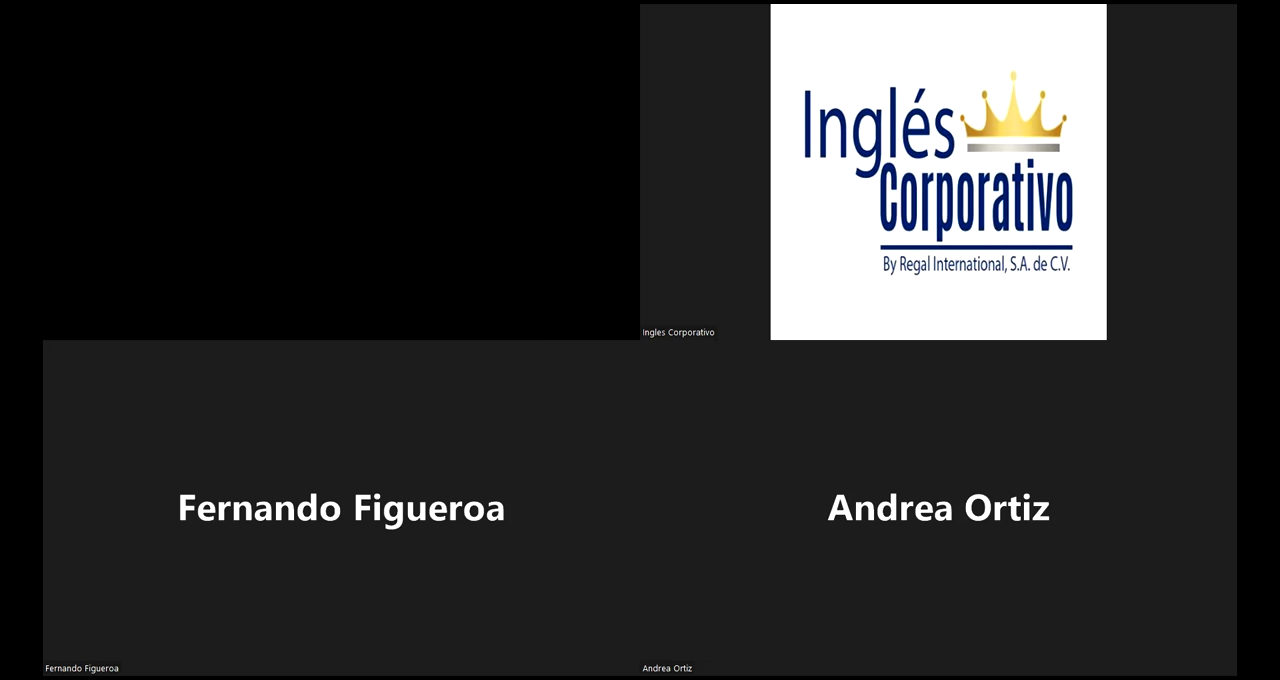 Inglés
Corporativo
By Regal International, S.A. de C.V.
Ingles Corporativo
Fernando Figueroa
Andrea Ortiz
Fernando Figueroa
Andrea Ortiz